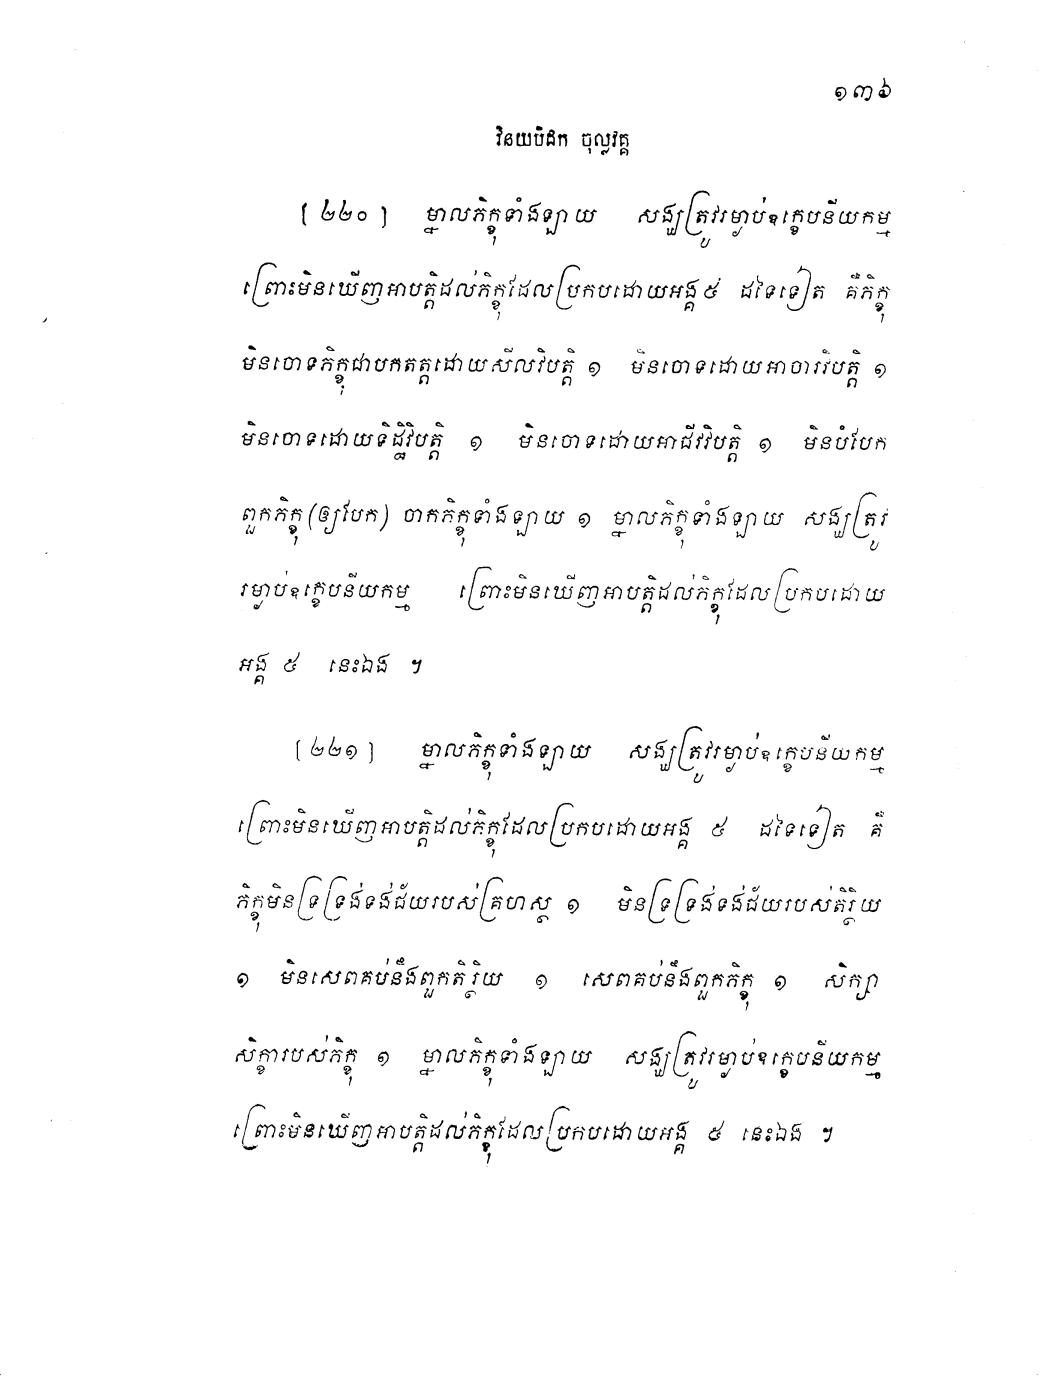 ១៣៦
វិនយបិដក ចុល្លវគ្គ
[ ២២០ ] ម្នាលភិក្ខុទាំងឡាយ សង្ឃត្រូវរម្ងាប់ឧក្ខេបនីយកម្ម
ព្រោះមិនឃើញអាបត្តិដល់ភិក្ខុដែលប្រកបដោយអង្គ ៥ ដទៃទៀត គឺភិក្ខុ
មិនចោទភិក្ខុជាបកតត្តដោយសីលវិបត្តិ ១ មិនចោទដោយអាចារវិបត្តិ ១
មិនចោទដោយទិដ្ឋិវិបត្តិ ១ មិនចោទដោយអាជីវវិបត្តិ ១ មិនបំបែក
ពួកភិក្ខុ (ឲ្យបែក) ចាកភិក្ខុទាំងឡាយ ១ ម្នាលភិក្ខុទាំងឡាយ សង្ឃត្រូវ
រម្ងាប់ឧក្ខេបនីយកម្ម ព្រោះមិនឃើញអាបត្តិដល់ភិក្ខុដែលប្រកបដោយ
អង្គ ៥ នេះឯង ។
[ ២២១ ] ម្នាលភិក្ខុទាំងឡាយ សង្ឃត្រូវរម្ងាប់ឧក្ខេបនីយកម្ម
ព្រោះមិនឃើញអាបត្តិដល់ភិក្ខុដែលប្រកបដោយអង្គ ៥ ដទៃទៀត គឺ
ភិក្ខុមិនទ្រទ្រង់ទង់ជ័យរបស់គ្រហស្ថ ១ មិនទ្រទ្រង់ទង់ជ័យរបស់តិរ្ថិយ
១ មិនសេពគប់នឹងពួកតិរ្ថិយ ១ សេពគប់នឹងពួកភិក្ខុ ១ សិក្សា
សិក្ខារបស់ភិក្ខុ ១ ម្នាលភិក្ខុទាំងឡាយ សង្ឃត្រូវរម្ងាប់ឧក្ខេបនីយកម្ម
ព្រោះមិនឃើញអាបត្តិដល់ភិក្ខុដែលប្រកបដោយអង្គ ៥ នេះឯង ។